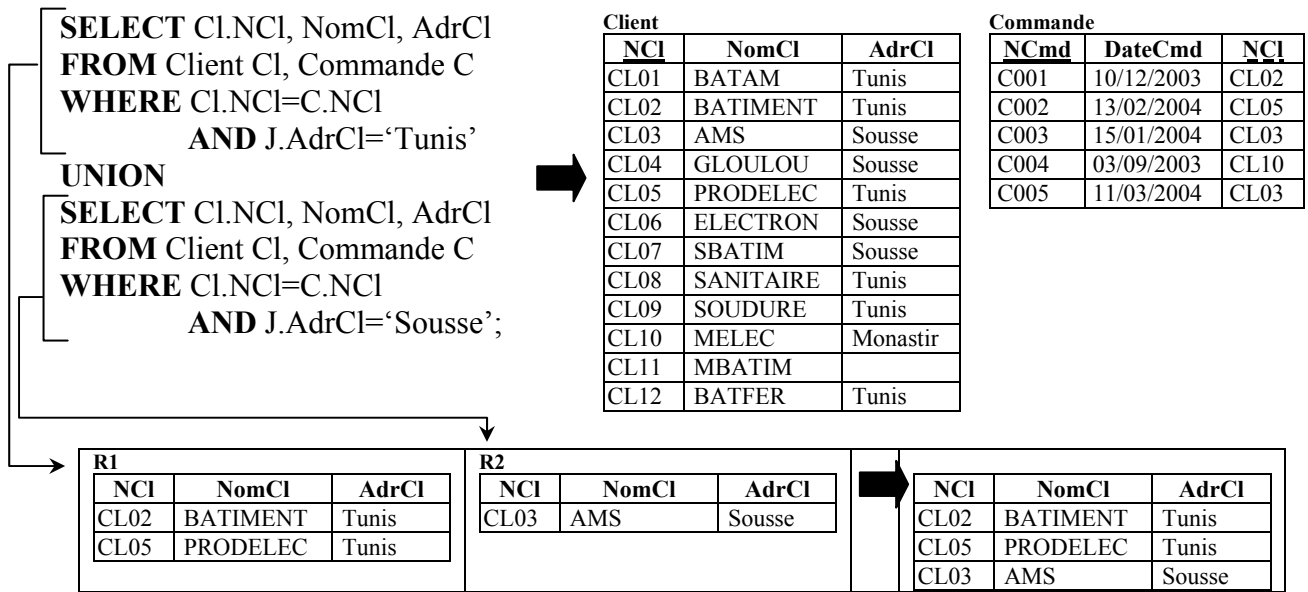 SELECT Cl.NCl, NomCl, AdrCl
FROM Client Cl, Commande C
WHERE Cl.NCl=C.NCl
AND J.AdrCl=‘Tunis’
UNION
SELECT Cl.NCl, NomCl, AdrCl
FROM Client Cl, Commande C
WHERE Cl.NCl=C.NCl
AND J.AdrCl=‘Sousse’;
Client
NCl NomCl AdrCl
CL01 BATAM Tunis
CL02 BATIMENT Tunis
CL03 AMS Sousse
CL04 GLOULOU Sousse
CL05 PRODELEC Tunis
CL06 ELECTRON Sousse
CL07 SBATIM Sousse
CL08 SANITAIRE Tunis
CL09 SOUDURE Tunis
CL10 MELEC Monastir
CL11 MBATIM
CL12 BATFER Tunis
Commande
NCmd DateCmd NCl
C001 10/12/2003 CL02
C002 13/02/2004 CL05
C003 15/01/2004 CL03
C004 03/09/2003 CL10
C005 11/03/2004 CL03
R1
NCl NomCl AdrCl
CL02 BATIMENT Tunis
CL05 PRODELEC Tunis
R2
NCl NomCl AdrCl
CL03 AMS Sousse
NCl NomCl AdrCl
CL02 BATIMENT Tunis
CL05 PRODELEC Tunis
CL03 AMS Sousse